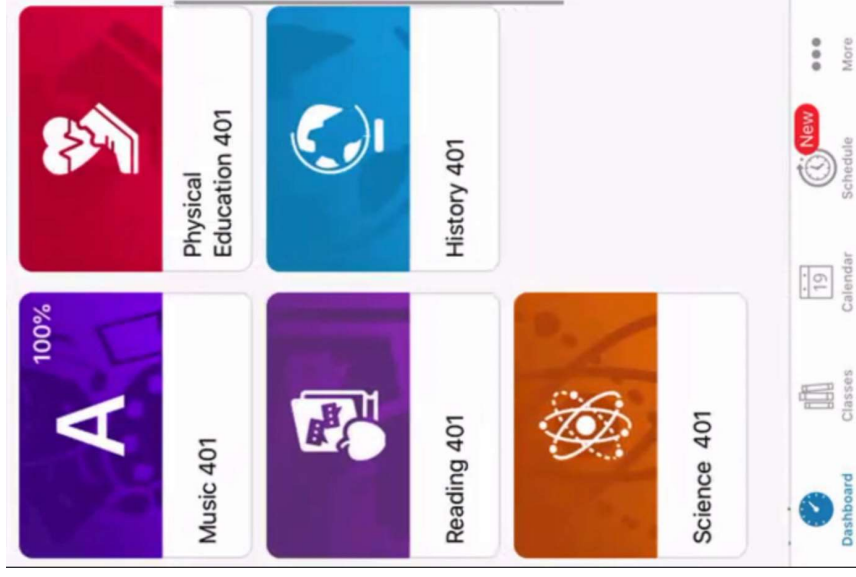 A
100%
Music 401
Physical
Education 401
Reading 401
History 401
Science 401
19
New
Dashboard
Classes
Calendar
Schedule
More